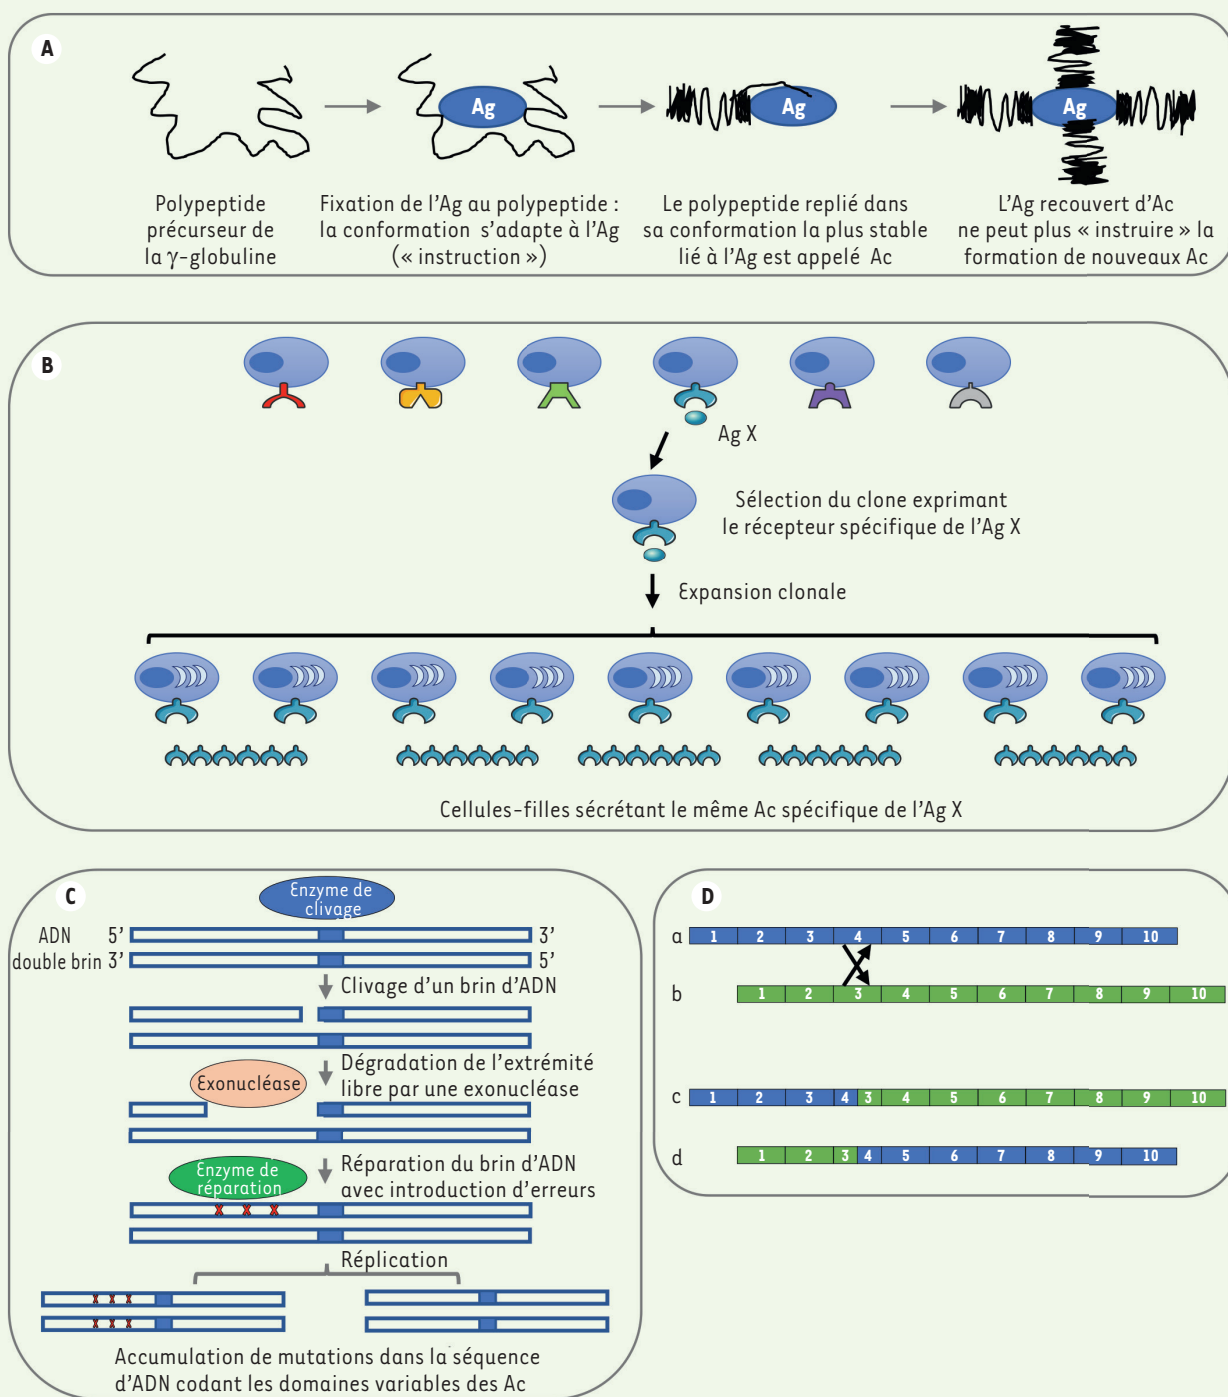 A
Ag
Ag
Ag
Polypeptide
précurseur de
la γ-globuline
Fixation de l'Ag au polypeptide :
la conformation s'adapte à l'Ag
(« instruction »)
Le polypeptide replié dans
sa conformation la plus stable
lié à l'Ag est appelé Ac
L'Ag recouvert d'Ac
ne peut plus « instruire » la
formation de nouveaux Ac
B
Ag X
Sélection du clone exprimant
le récepteur spécifique de l'Ag X
Expansion clonale
Cellules-filles sécrétant le même Ac spécifique de l'Ag X
C
Enzyme de
clivage
ADN 5' 3'
double brin 3' 5'
Clivage d'un brin d'ADN
Dégradation de l'extrémité
libre par une exonucléase
Exonucléase
Réparation du brin d'ADN
avec introduction d'erreurs
Enzyme de
réparation
x x x
Réplication
x x x
x x x
Accumulation de mutations dans la séquence
d'ADN codant les domaines variables des Ac
D
a 1 2 3 4 5 6 7 8 9 10
b 1 2 3 4 5 6 7 8 9 10
c 1 2 3 4 3 4 5 6 7 8 9 10
d 1 2 3 4 5 6 7 8 9 10